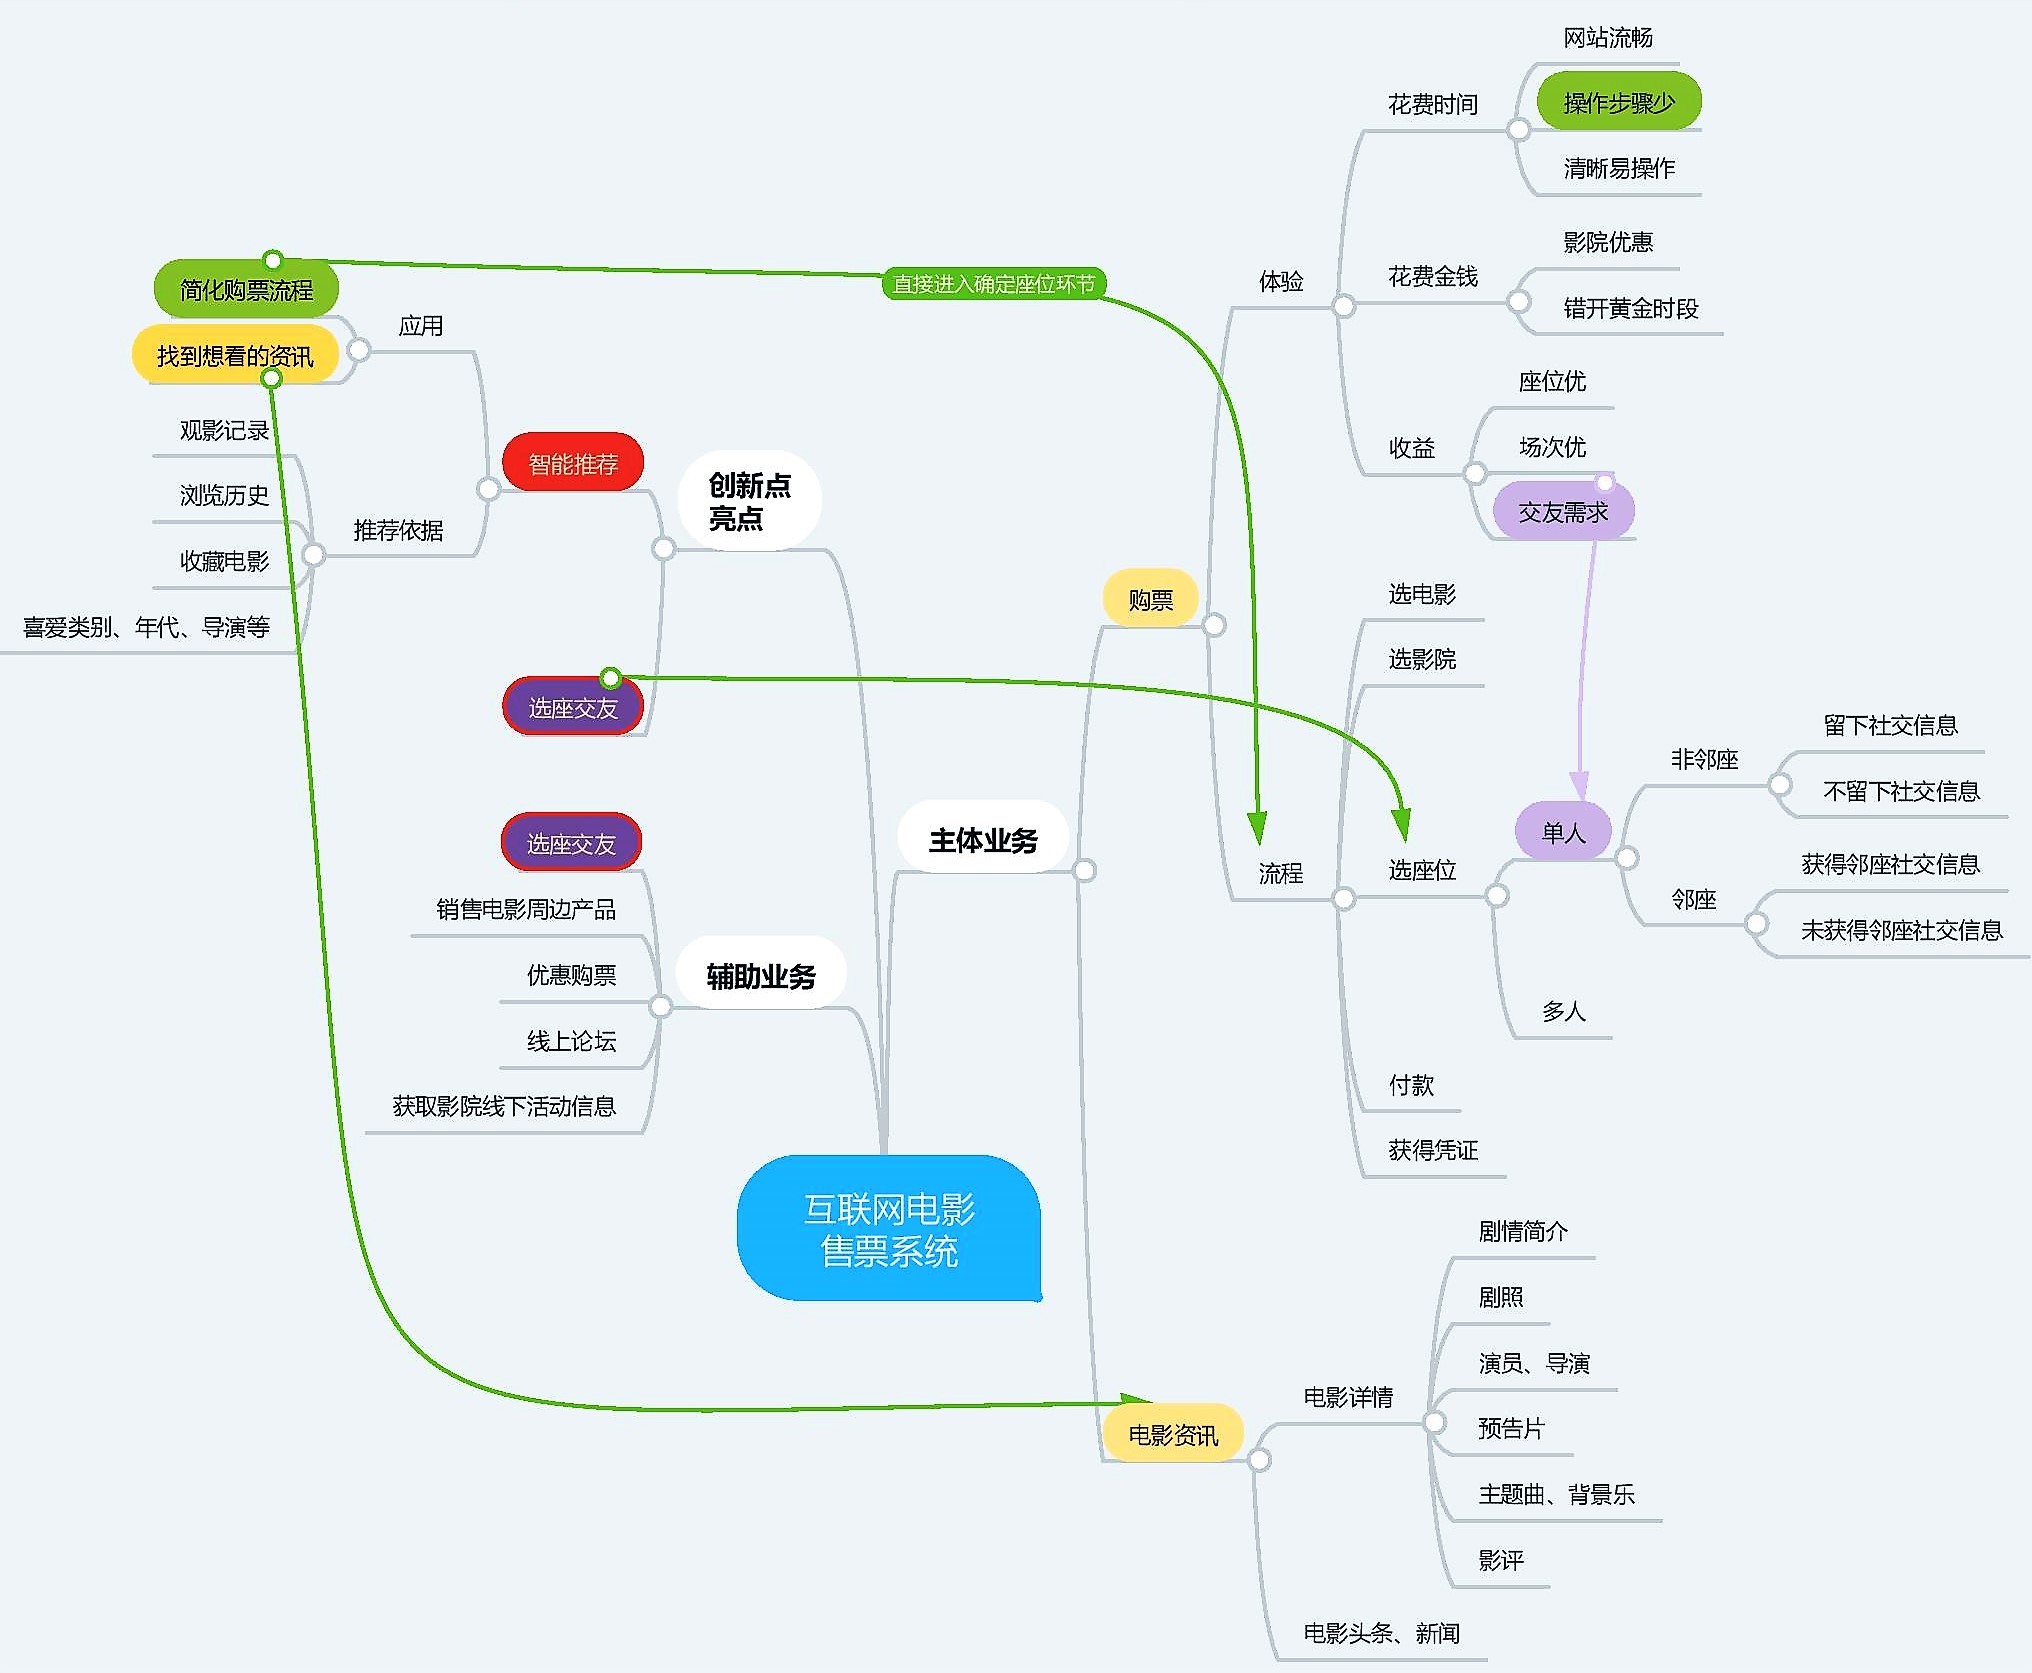 互联网电影
售票系统
创新点
亮点
智能推荐
应用
简化购票流程
找到想看的资讯
推荐依据
观影记录
浏览历史
收藏电影
喜爱类别、年代、导演等
选座交友
辅助业务
选座交友
销售电影周边产品
优惠购票
线上论坛
获取影院线下活动信息
直接进入确定座位环节
主体业务
购票
体验
花费时间
网站流畅
操作步骤少
清晰易操作
花费金钱
影院优惠
错开黄金时段
收益
座位优
场次优
交友需求
流程
选电影
选影院
选座位
单人
非邻座
留下社交信息
不留下社交信息
邻座
获得邻座社交信息
未获得邻座社交信息
多人
付款
获得凭证
电影资讯
电影详情
剧情简介
剧照
演员、导演
预告片
主题曲、背景乐
影评
电影头条、新闻